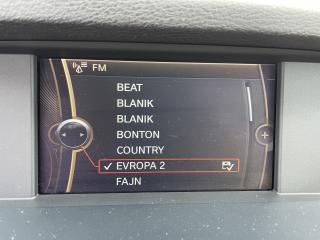 FM
BEAT
BLANIK
BLANIK
BONTON
COUNTRY
EVROPA 2
FAJN